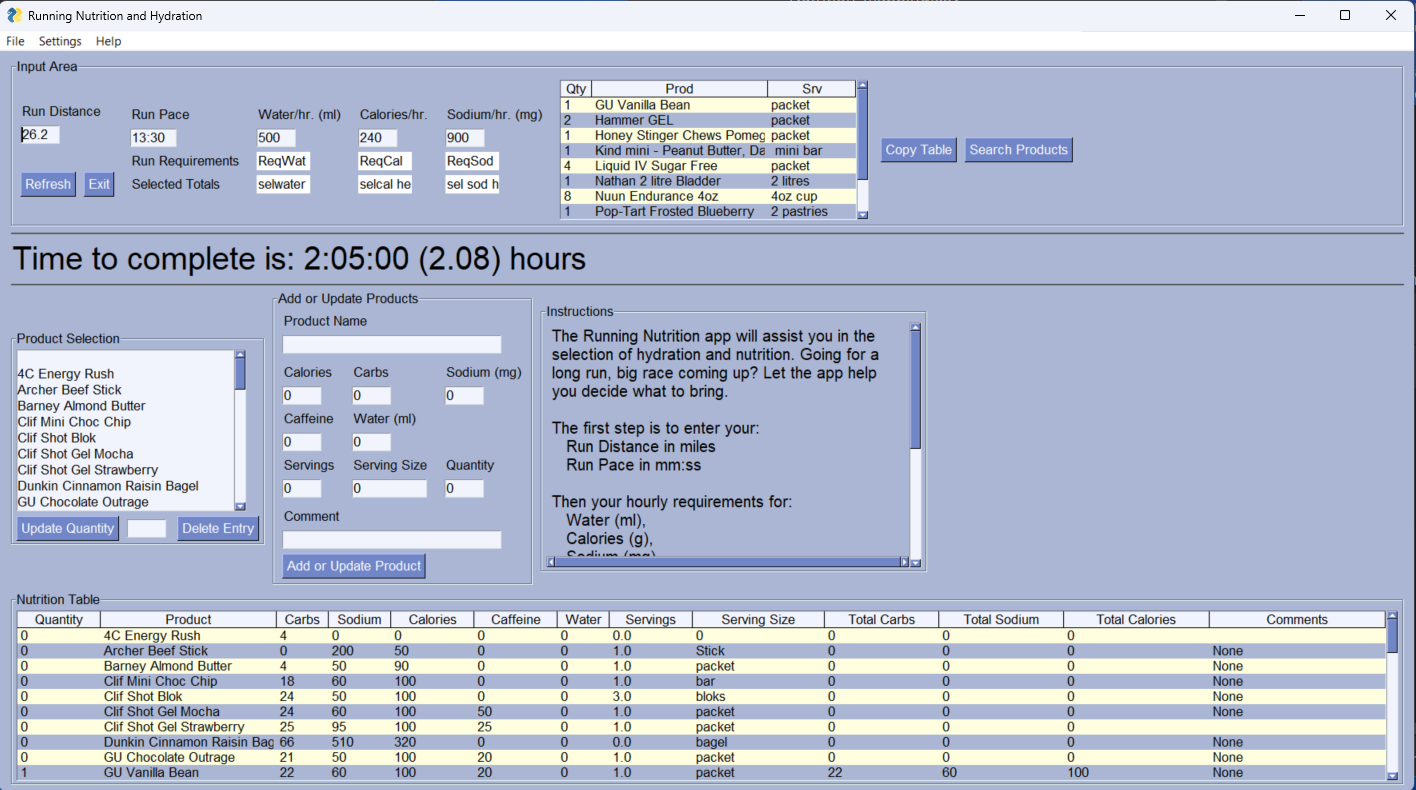 Running Nutrition and Hydration
File Settings Help
Input Area
Run Distance Run Pace Water/hr. (ml) Calories/hr. Sodium/hr. (mg)
26.2 13:30 500 240 900
Run Requirements ReqWat ReqCal ReqSod
Refresh Exit Selected Totals selwater selcal he sel sod h
Qty Prod Srv
1 GU Vanilla Bean packet
2 Hammer GEL packet
1 Honey Stinger Chews Pomeg packet
1 Kind mini - Peanut Butter, Da mini bar
4 Liquid IV Sugar Free packet
1 Nathan 2 litre Bladder 2 litres
8 Nuun Endurance 4oz 4oz cup
1 Pop-Tart Frosted Blueberry 2 pastries
Copy Table Search Products
Time to complete is: 2:05:00 (2.08) hours
Product Selection
4C Energy Rush
Archer Beef Stick
Barney Almond Butter
Clif Mini Choc Chip
Clif Shot Blok
Clif Shot Gel Mocha
Clif Shot Gel Strawberry
Dunkin Cinnamon Raisin Bagel
GU Chocolate Outrage
Update Quantity Delete Entry
Add or Update Products
Product Name
Calories Carbs Sodium (mg)
0 0 0
Caffeine Water (ml)
0 0
Servings Serving Size Quantity
0 0 0
Comment
Add or Update Product
Instructions
The Running Nutrition app will assist you in the
selection of hydration and nutrition. Going for a
long run, big race coming up? Let the app help
you decide what to bring.
The first step is to enter your:
Run Distance in miles
Run Pace in mm:ss
Then your hourly requirements for:
Water (ml),
Calories (g),
Sodium (mg)
Nutrition Table
Quantity Product Carbs Sodium Calories Caffeine Water Servings Serving Size Total Carbs Total Sodium Total Calories Comments
0 4C Energy Rush 4 0 0 0 0 0.0 0 0 0 0
0 Archer Beef Stick 0 200 50 0 0 1.0 Stick 0 0 0 None
0 Barney Almond Butter 4 50 90 0 0 1.0 packet 0 0 0 None
0 Clif Mini Choc Chip 18 60 100 0 0 1.0 bar 0 0 0 None
0 Clif Shot Blok 24 50 100 0 0 3.0 bloks 0 0 0 None
0 Clif Shot Gel Mocha 24 60 100 50 0 1.0 packet 0 0 0 None
0 Clif Shot Gel Strawberry 25 95 100 25 0 1.0 packet 0 0 0
0 Dunkin Cinnamon Raisin Bag 66 510 320 0 0 0.0 bagel 0 0 0 None
0 GU Chocolate Outrage 21 50 100 20 0 1.0 packet 0 0 0 None
1 GU Vanilla Bean 22 60 100 20 0 1.0 packet 22 60 100 None